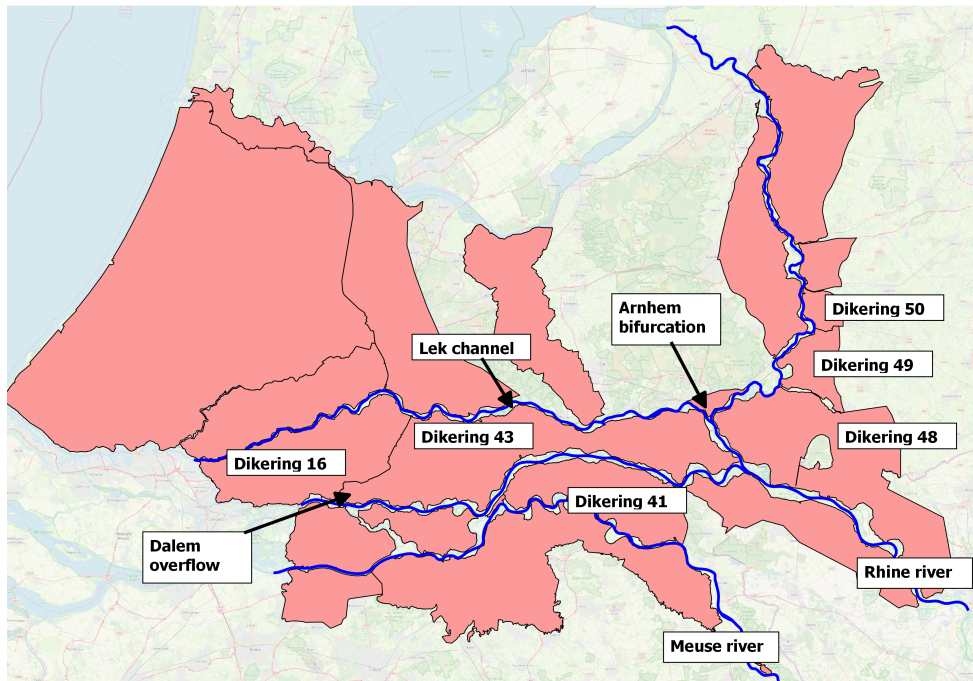 Arnhem
bifurcation
Dikering 50
Lek channel
Dikering 49
Dikering 43
Dikering 48
Dikering 16
Dikering 41
Dalem
overflow
Rhine river
Meuse river